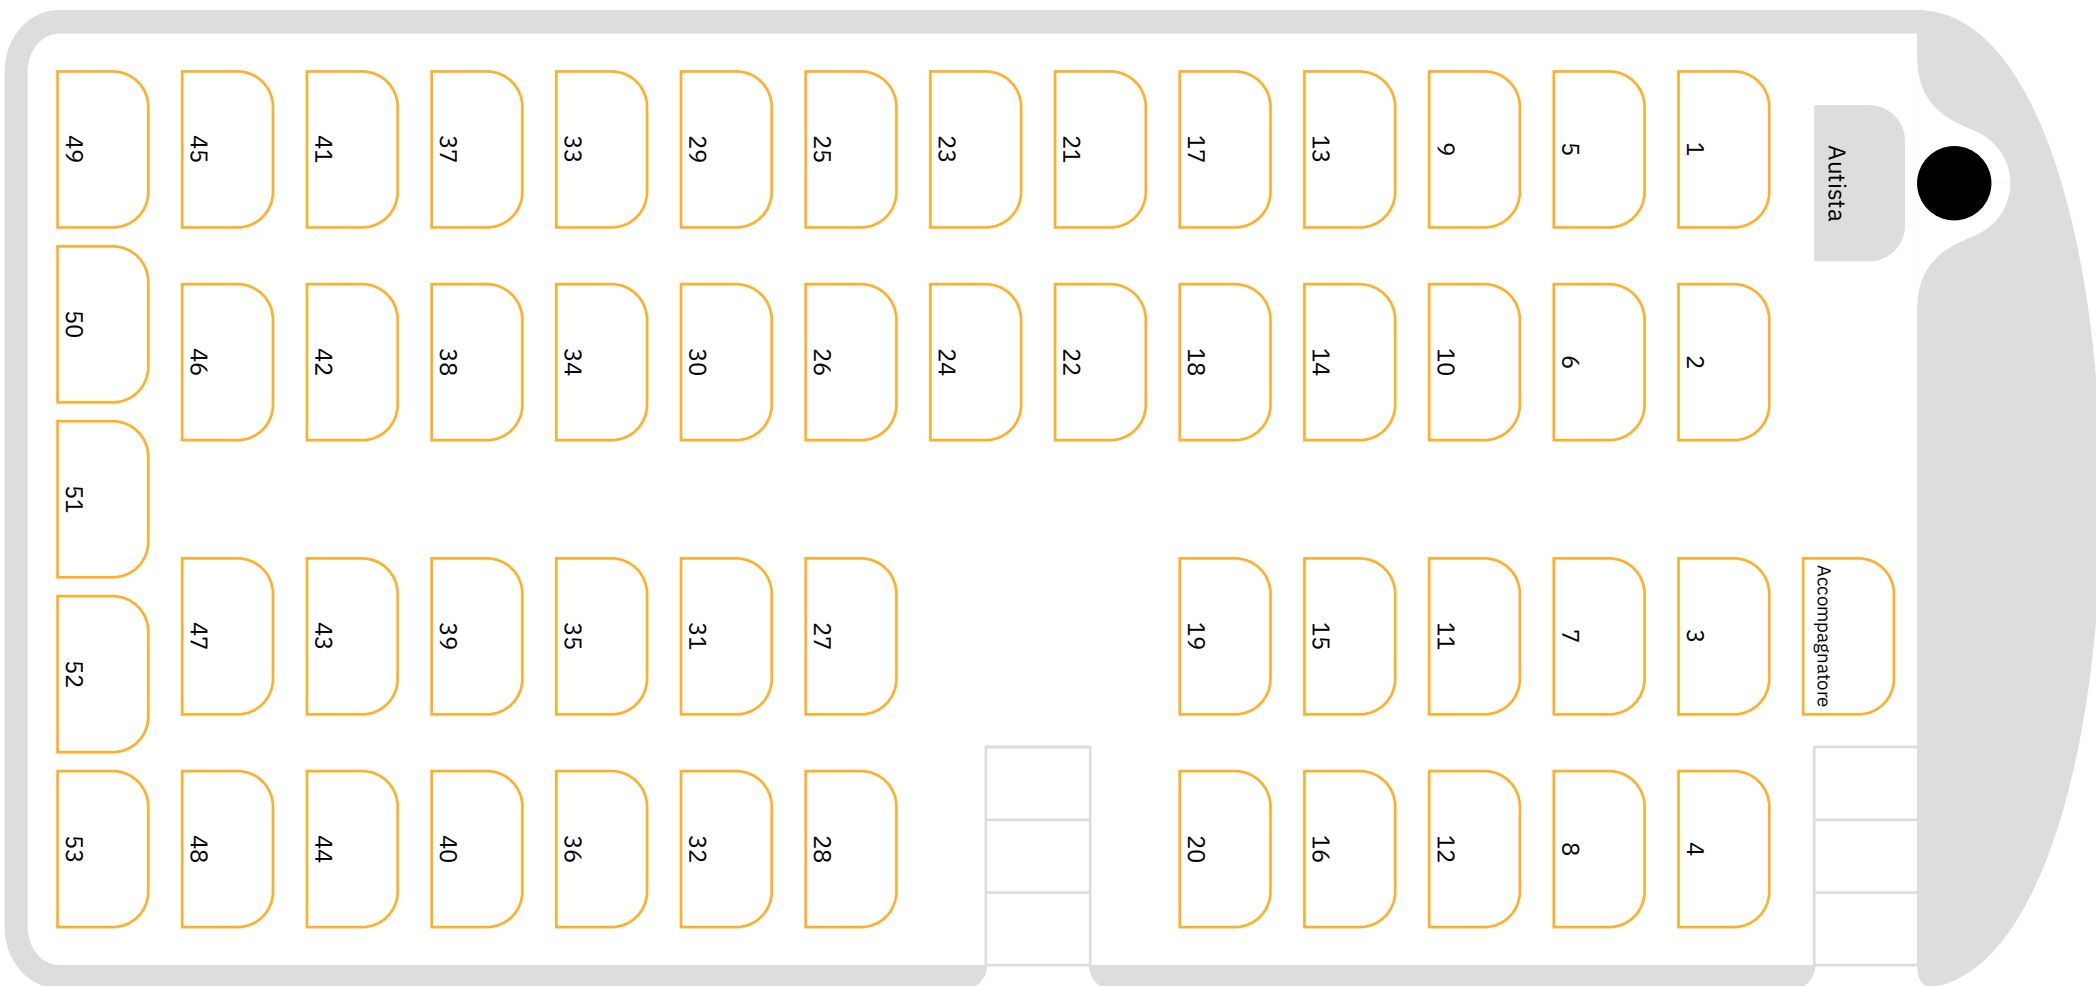 49 45 41 37 33 29 25 23 21 17 13 9 5 1 Autista
50 46 42 38 34 30 26 24 22 18 14 10 6 2
51
52 47 43 39 35 31 27 19 15 11 7 3 Accompagnatore
53 48 44 40 36 32 28 20 16 12 8 4